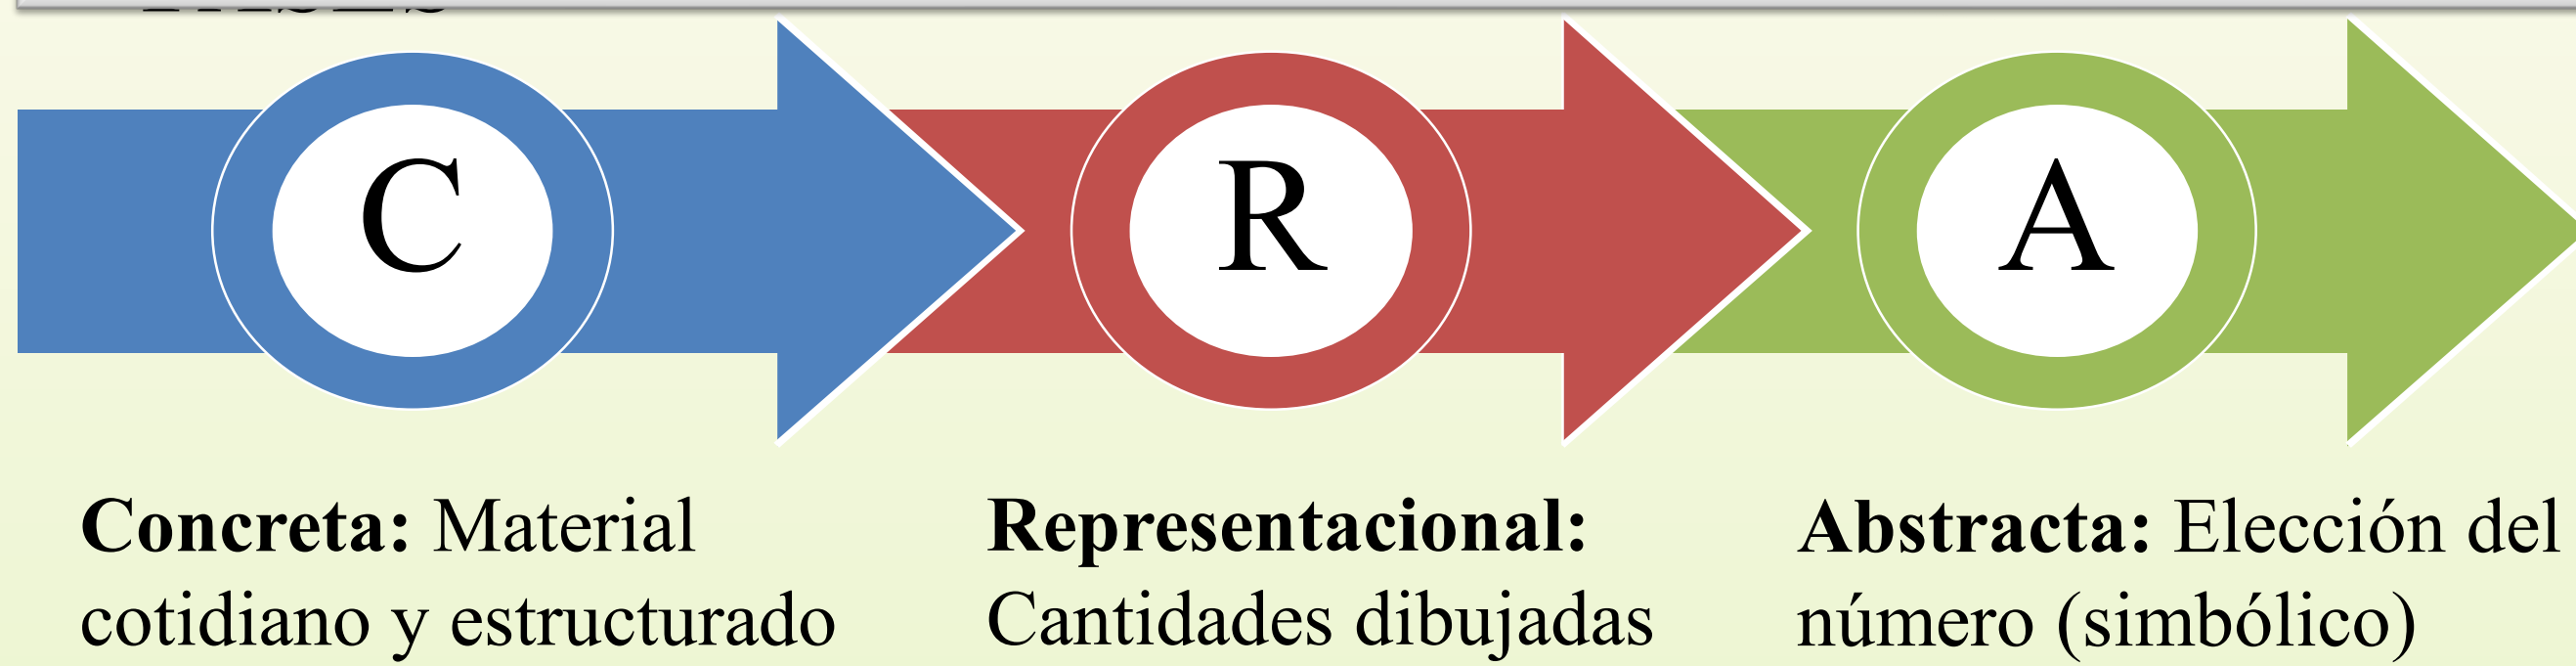 C
R
A
Concreta: Material
cotidiano y estructurado
Representacional:
Cantidades dibujadas
Abstracta: Elección del
número (simbólico)